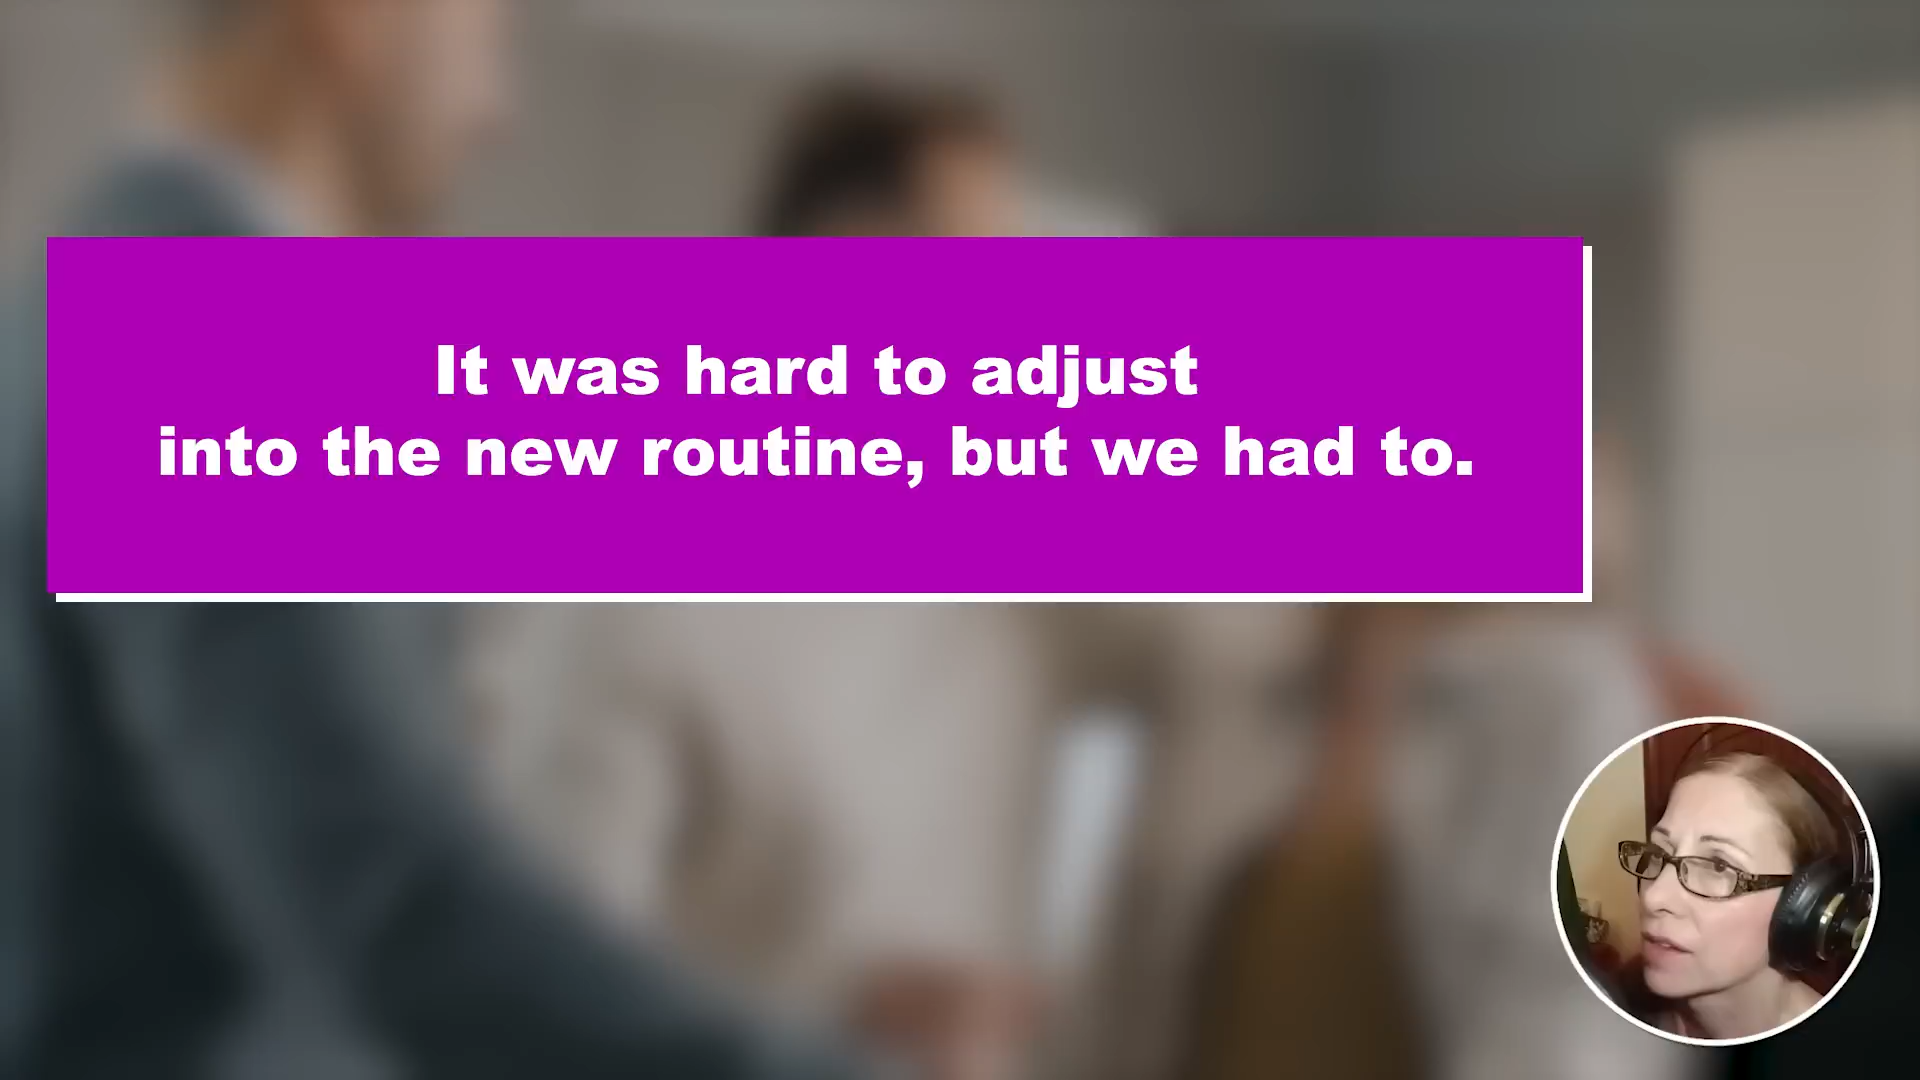 It was hard to adjust
into the new routine, but we had to.